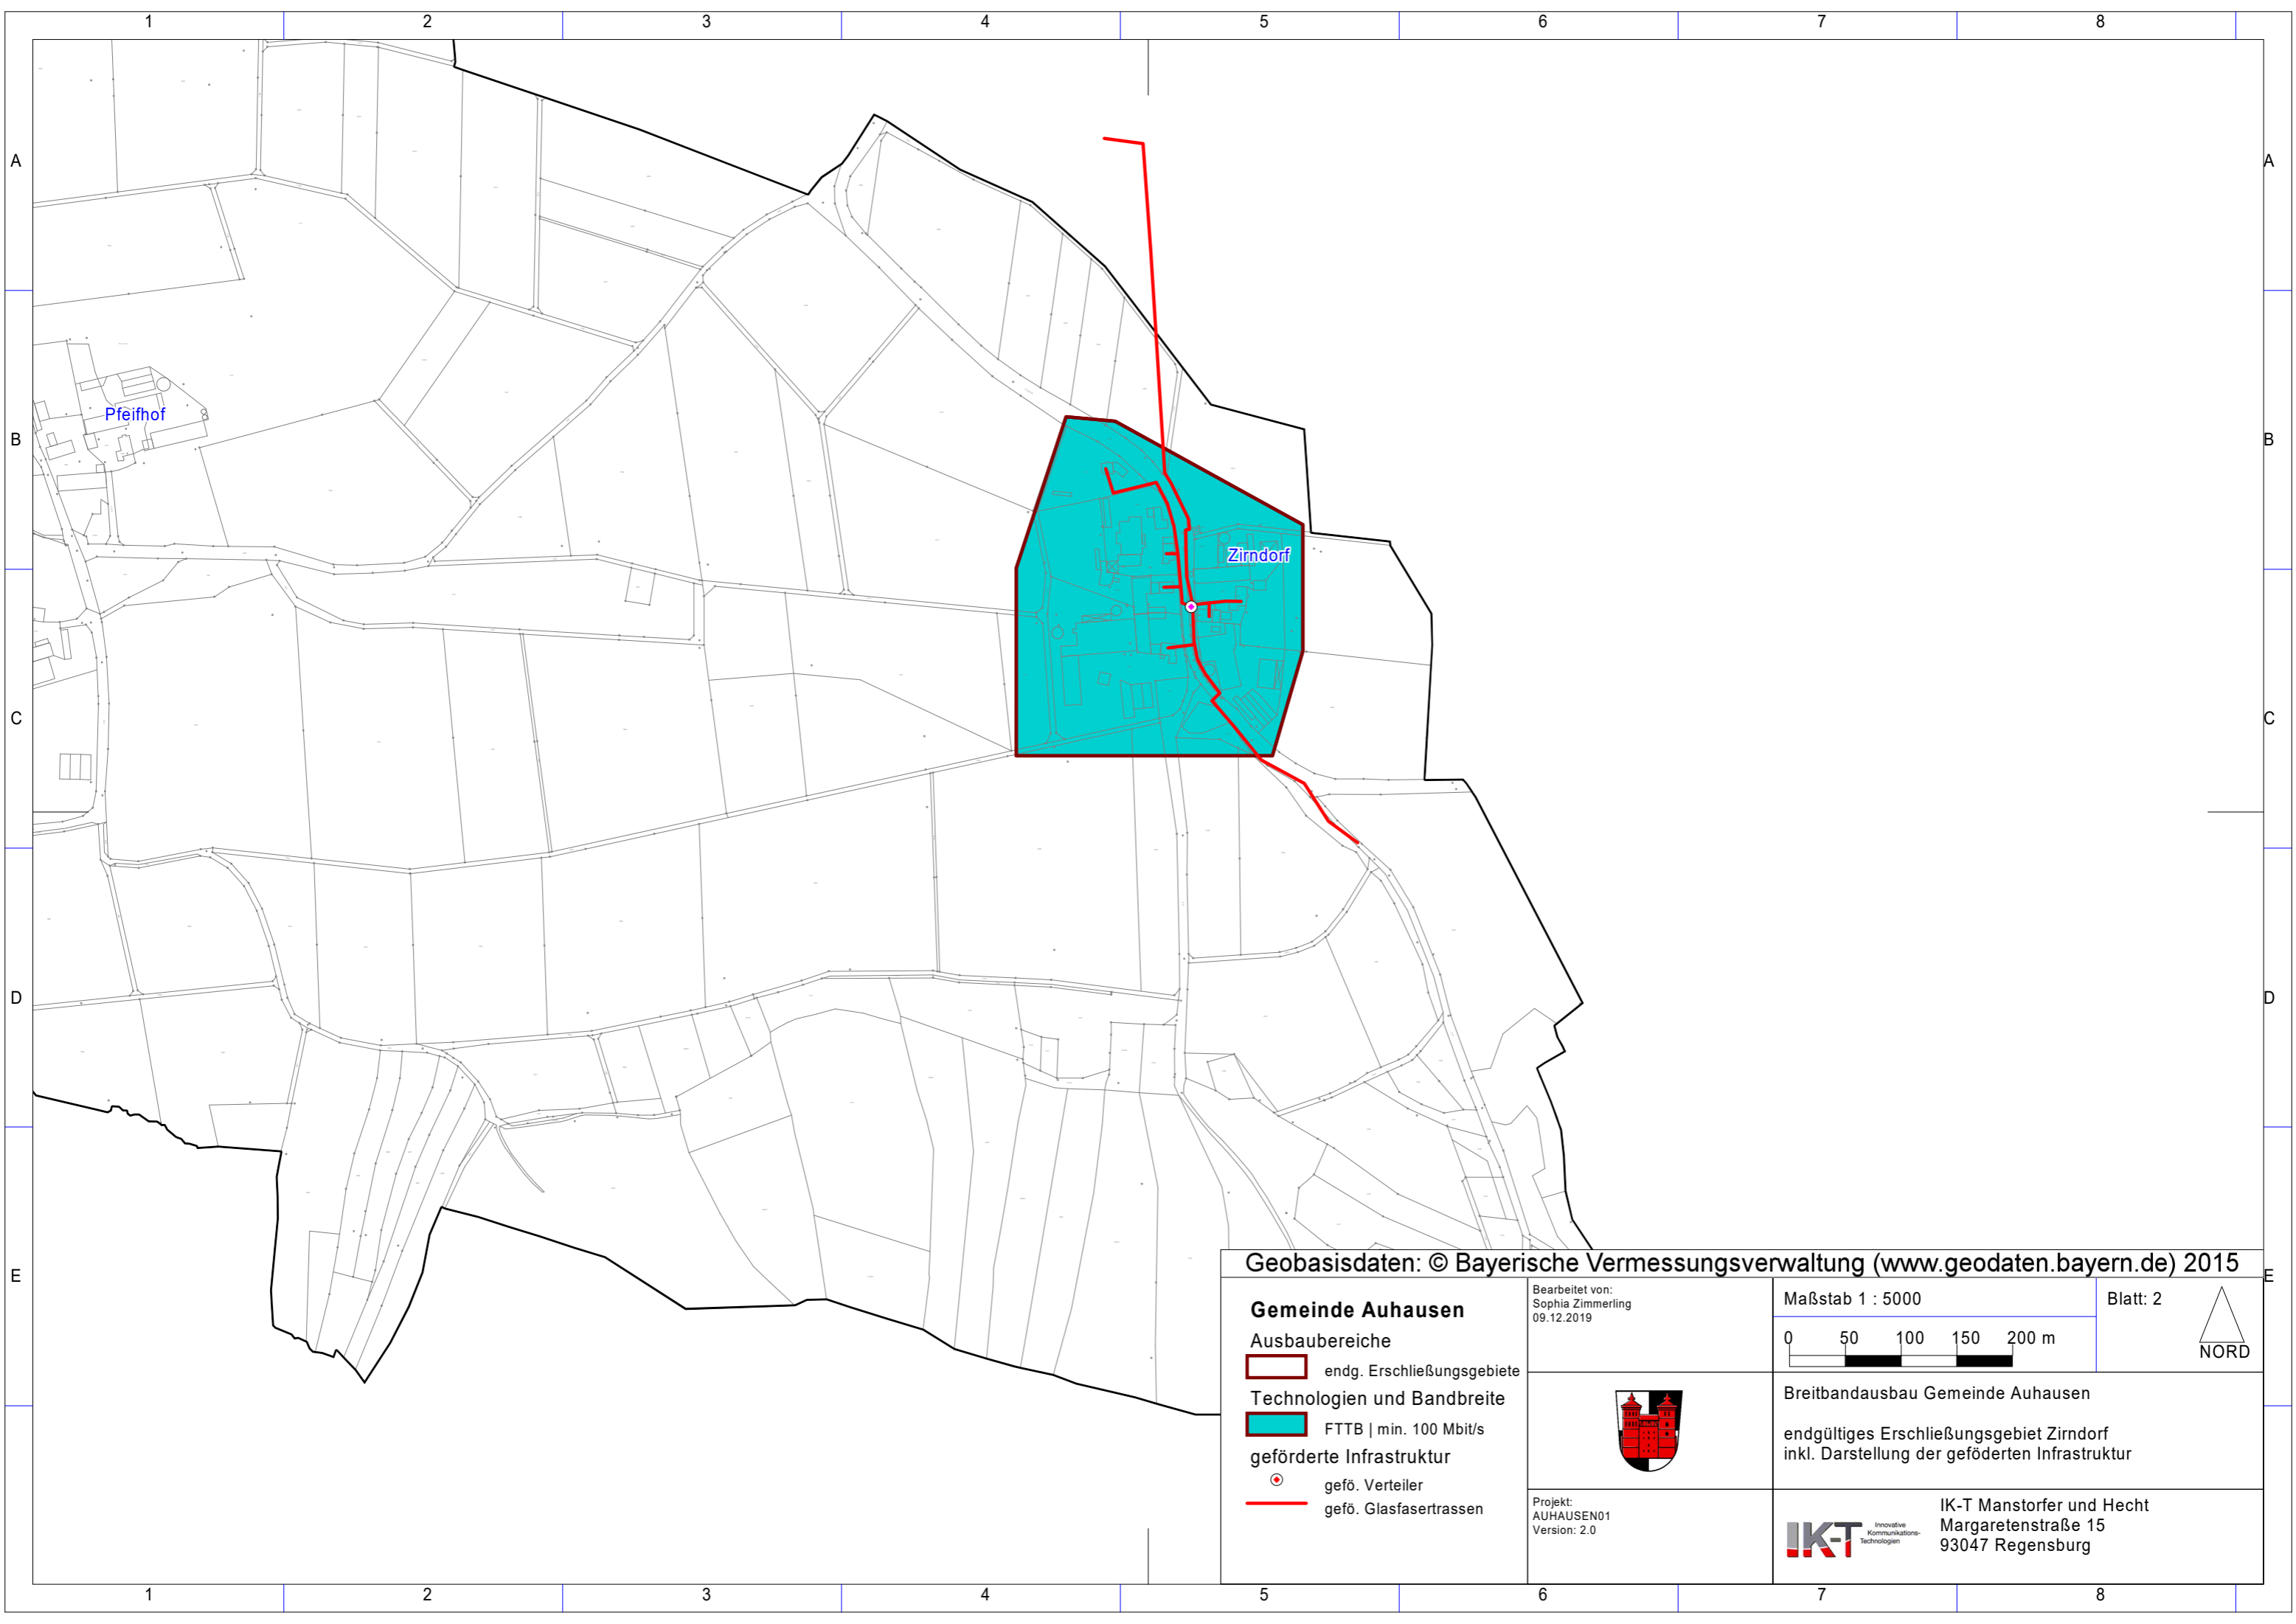 1 2 3 4 5 6 7 8
A A
Pfeifhof
B B
Zirndorf
C C
D D
E E
Geobasisdaten: © Bayerische Vermessungsverwaltung (www.geodaten.bayern.de) 2015
Gemeinde Auhausen
Ausbaubereiche
endg. Erschließungsgebiete
Technologien und Bandbreite
FTTB | min. 100 Mbit/s
geförderte Infrastruktur
gefö. Verteiler
gefö. Glasfasertrassen
Bearbeitet von:
Sophia Zimmerling
09.12.2019
Projekt:
AUHAUSEN01
Version: 2.0
Maßstab 1 : 5000
0 50 100 150 200 m
Blatt: 2
NORD
Breitbandausbau Gemeinde Auhausen
endgültiges Erschließungsgebiet Zirndorf
inkl. Darstellung der geföderten Infrastruktur
IK-T
Innovative
Kommunikations-
Technologien
IK-T Manstorfer und Hecht
Margaretenstraße 15
93047 Regensburg
1 2 3 4 5 6 7 8